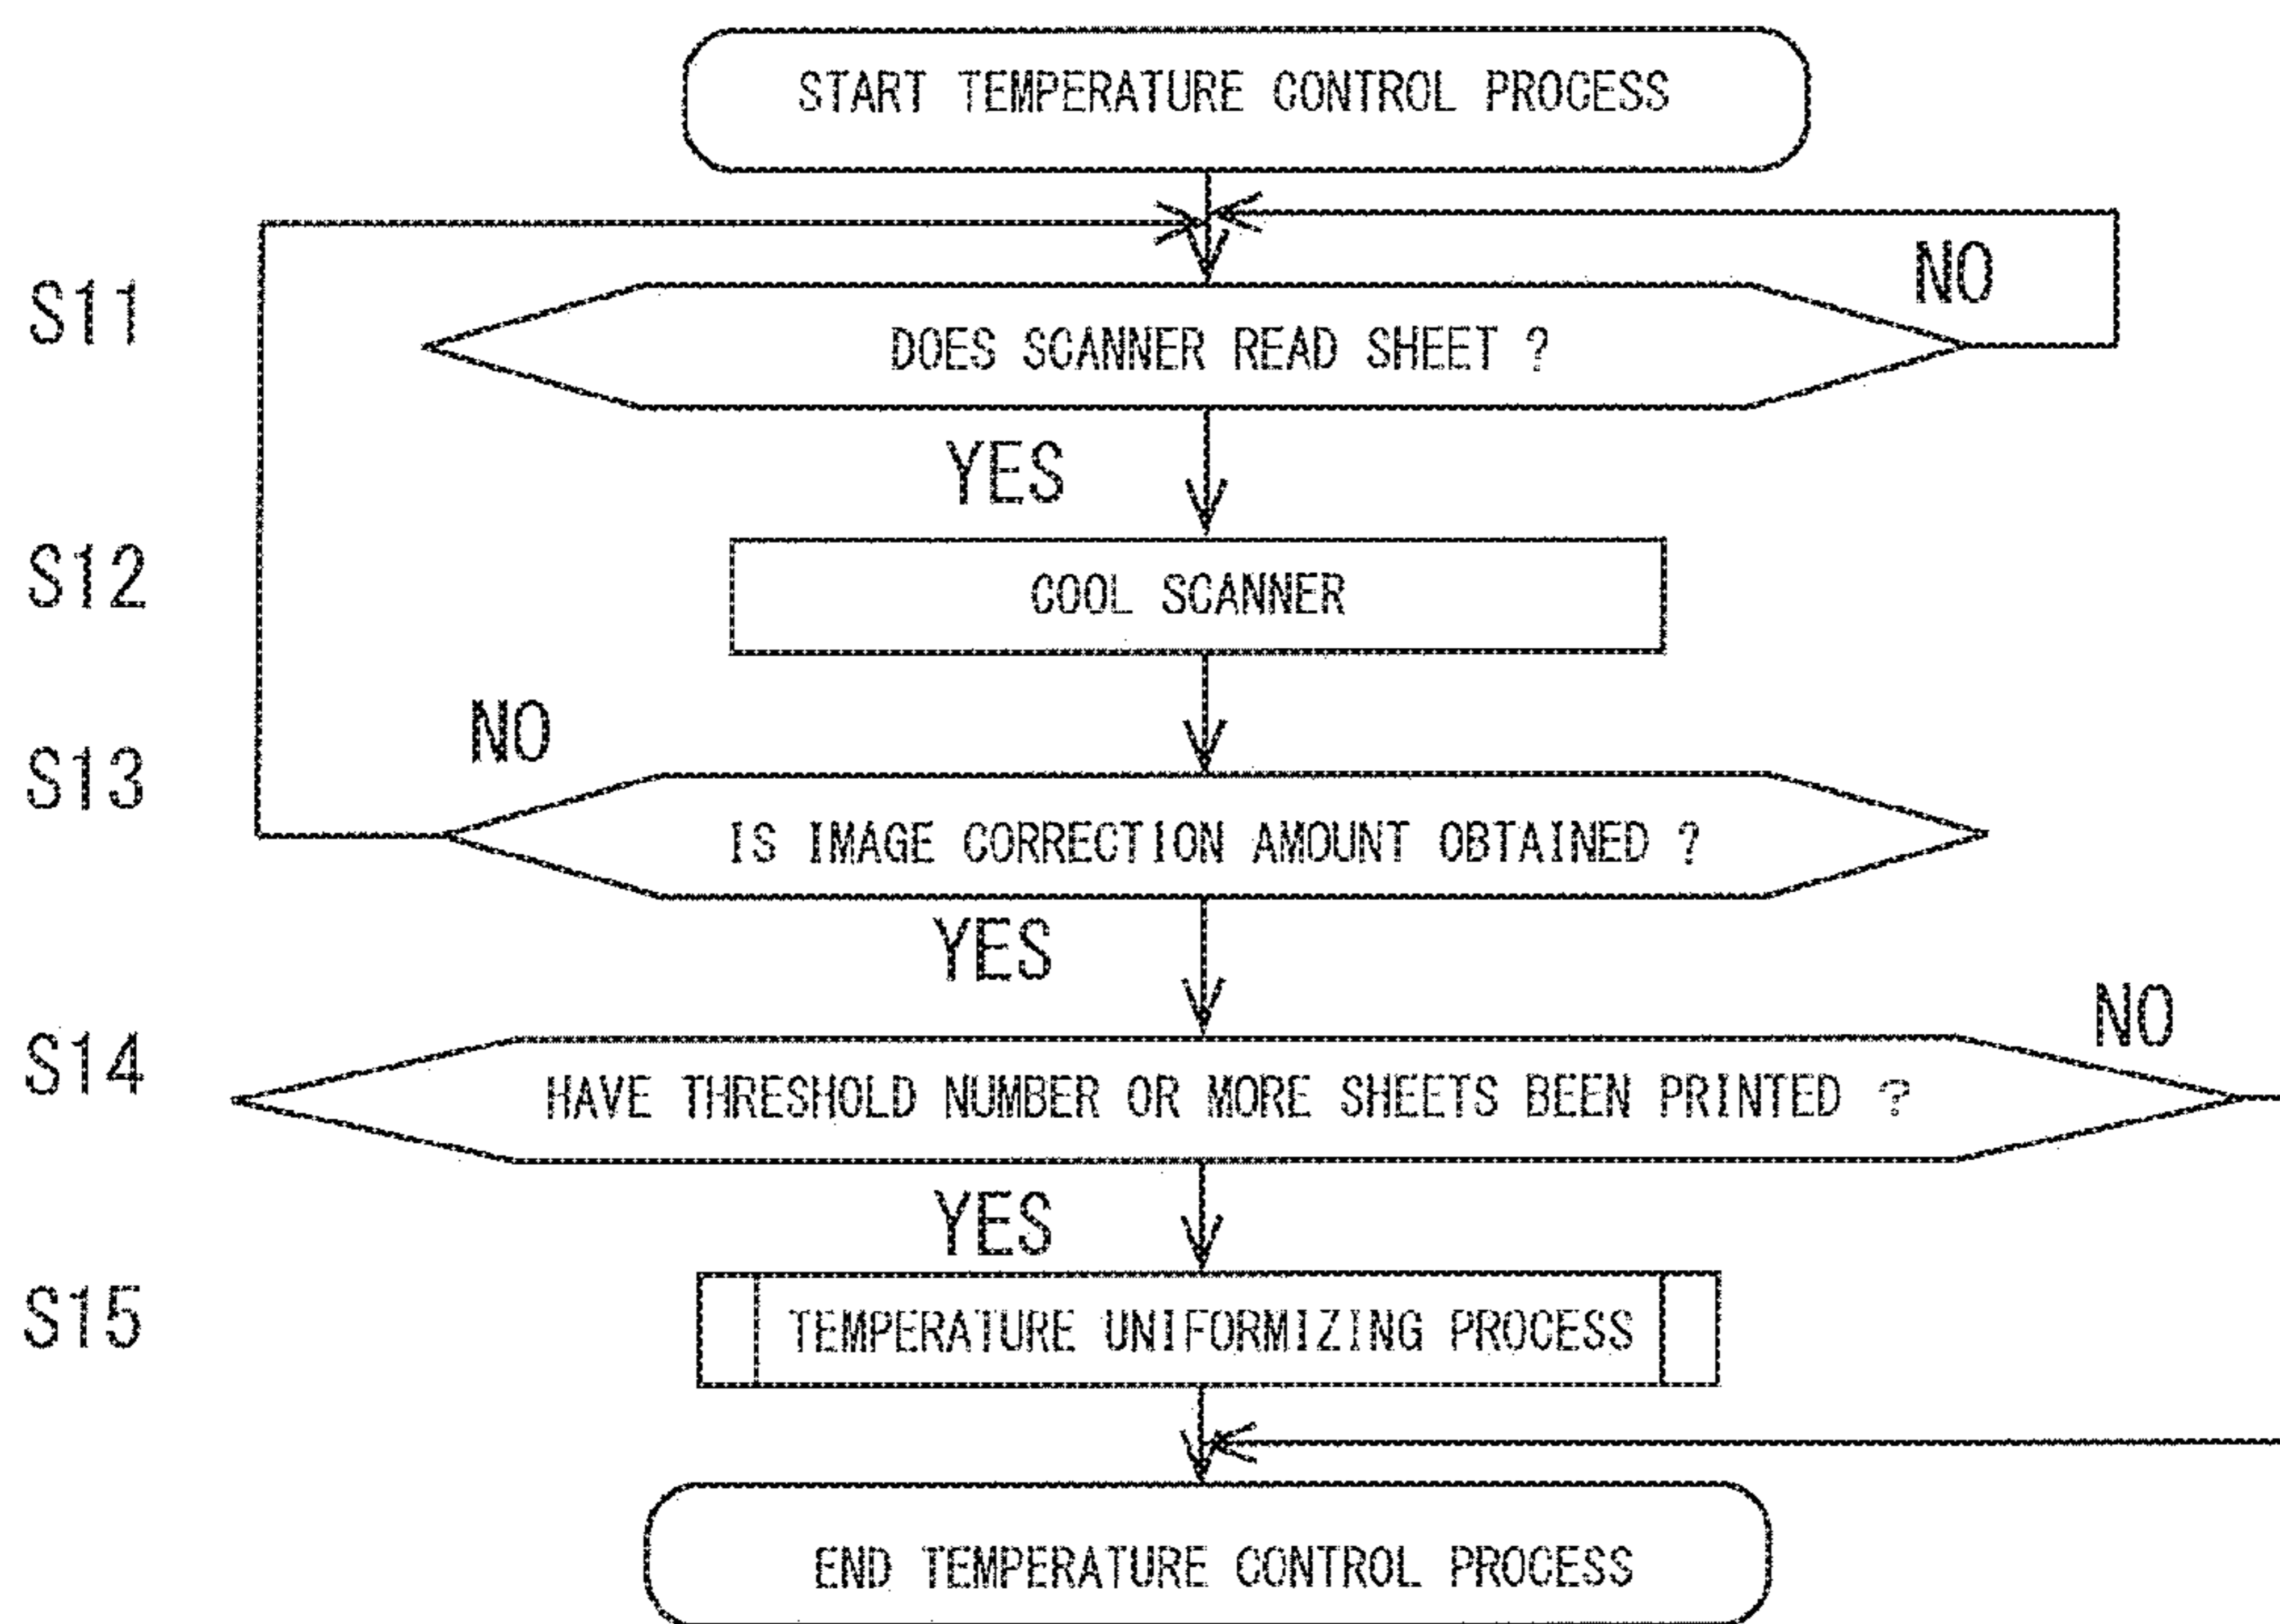 START TEMPERATURE CONTROL PROCESS
S11
DOES SCANNER READ SHEET ?
NO
YES
S12
COOL SCANNER
NO
S13
IS IMAGE CORRECTION AMOUNT OBTAINED ?
YES
S14
HAVE THRESHOLD NUMBER OR MORE SHEETS BEEN PRINTED ?
NO
YES
S15
TEMPERATURE UNIFORMIZING PROCESS
END TEMPERATURE CONTROL PROCESS